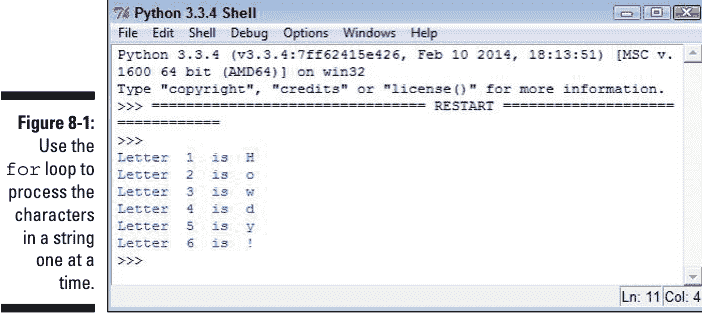 Python 3.3.4 Shell
File Edit Shell Debug Options Windows Help
Python 3.3.4 (v3.3.4:7ff62415e426, Feb 10 2014, 18:13:51) [MSC v.
1600 64 bit (AMD64)] on win32
Type "copyright", "credits" or "license()" for more information.
>>> ================================ RESTART ====================
============
>>>
Letter 1 is H
Letter 2 is o
Letter 3 is w
Letter 4 is d
Letter 5 is y
Letter 6 is !
>>>
Ln: 11 Col: 4
Figure 8-1:
Use the
for loop to
process the
characters
in a string
one at a
time.